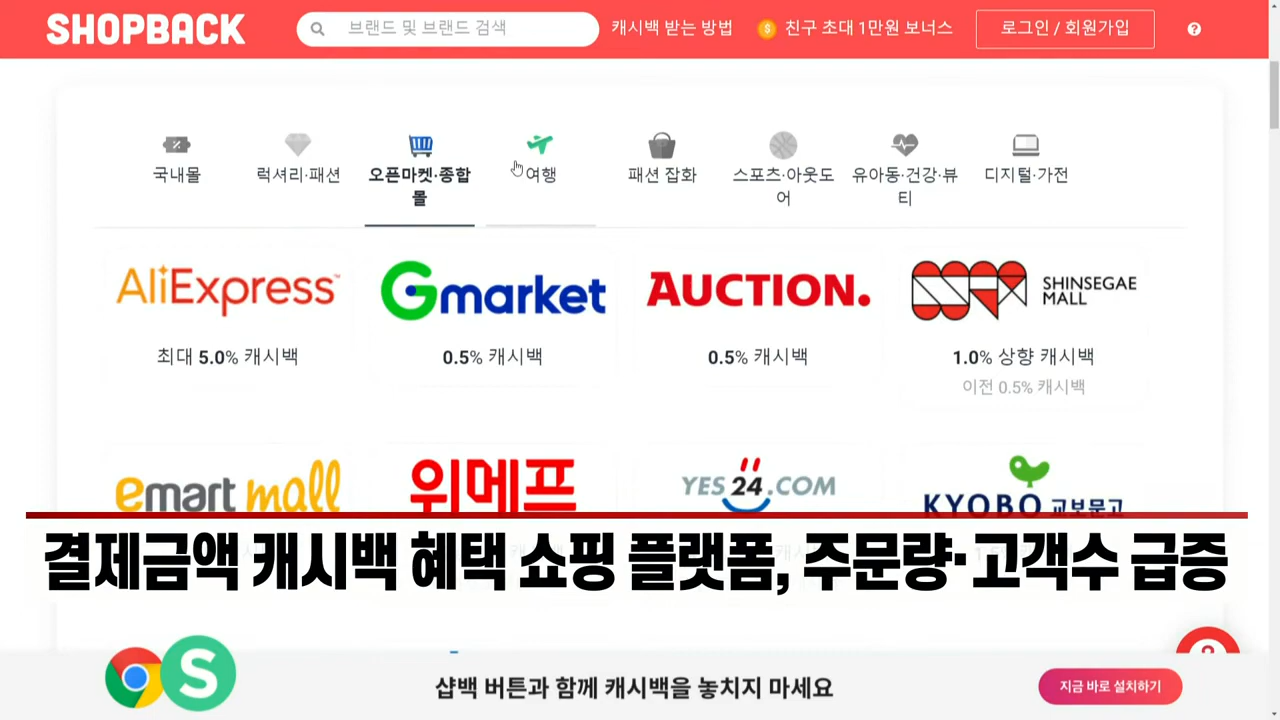 SHOPBACK
브랜드 및 브랜드 검색
캐시백 받는 방법
친구 초대 1만원 보너스
로그인 / 회원가입
국내몰
럭셔리·패션
오픈마켓·종합몰
여행
패션 잡화
스포츠·아웃도어
유아동·건강·뷰티
디지털·가전
AliExpress™
Gmarket
AUCTION.
SHINSEGAE
MALL
최대 5.0% 캐시백
0.5% 캐시백
0.5% 캐시백
1.0% 상향 캐시백
이전 0.5% 캐시백
emart mall
위메프
YES24.COM
KYOBO 교보문고
결제금액 캐시백 혜택 쇼핑 플랫폼, 주문량·고객수 급증
S
샵백 버튼과 함께 캐시백을 놓치지 마세요
지금 바로 설치하기